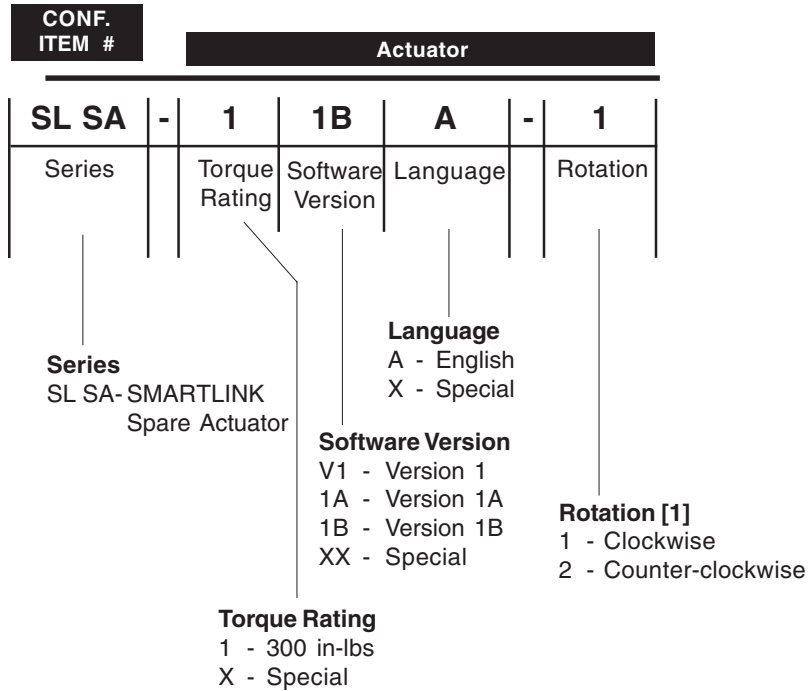 CONF.
ITEM #
Actuator
SL SA - 1 1B A - 1
Series Torque Rating Software Version Language Rotation
Language
A - English
X - Special
Series
SL SA- SMARTLINK
Spare Actuator
Software Version
V1 - Version 1
1A - Version 1A
1B - Version 1B
XX - Special
Rotation [1]
1 - Clockwise
2 - Counter-clockwise
Torque Rating
1 - 300 in-lbs
X - Special